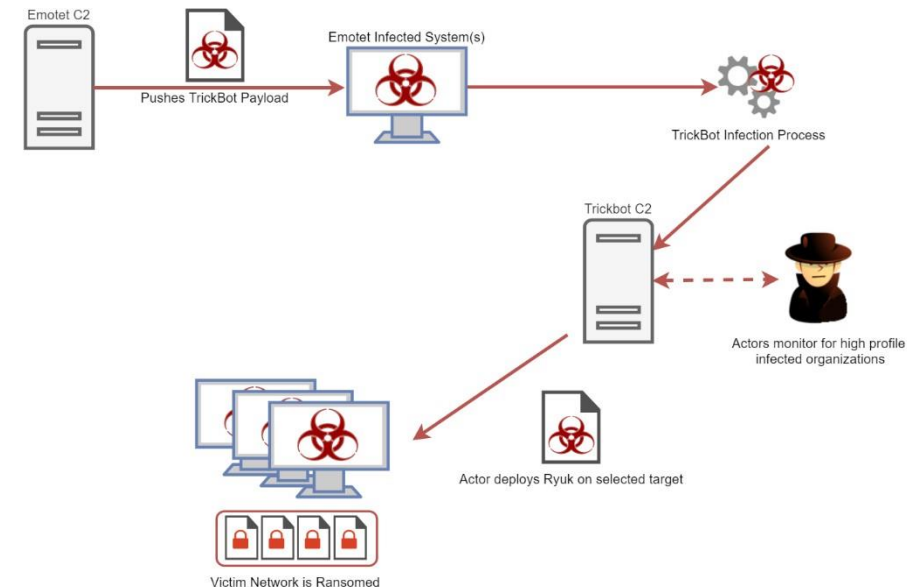 Emotet C2
Pushes TrickBot Payload
Emotet Infected System(s)
TrickBot Infection Process
Trickbot C2
Actors monitor for high profile
infected organizations
Actor deploys Ryuk on selected target
Victim Network is Ransomed